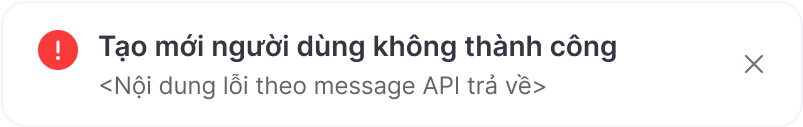 Tạo mới người dùng không thành công
<Nội dung lỗi theo message API trả về>